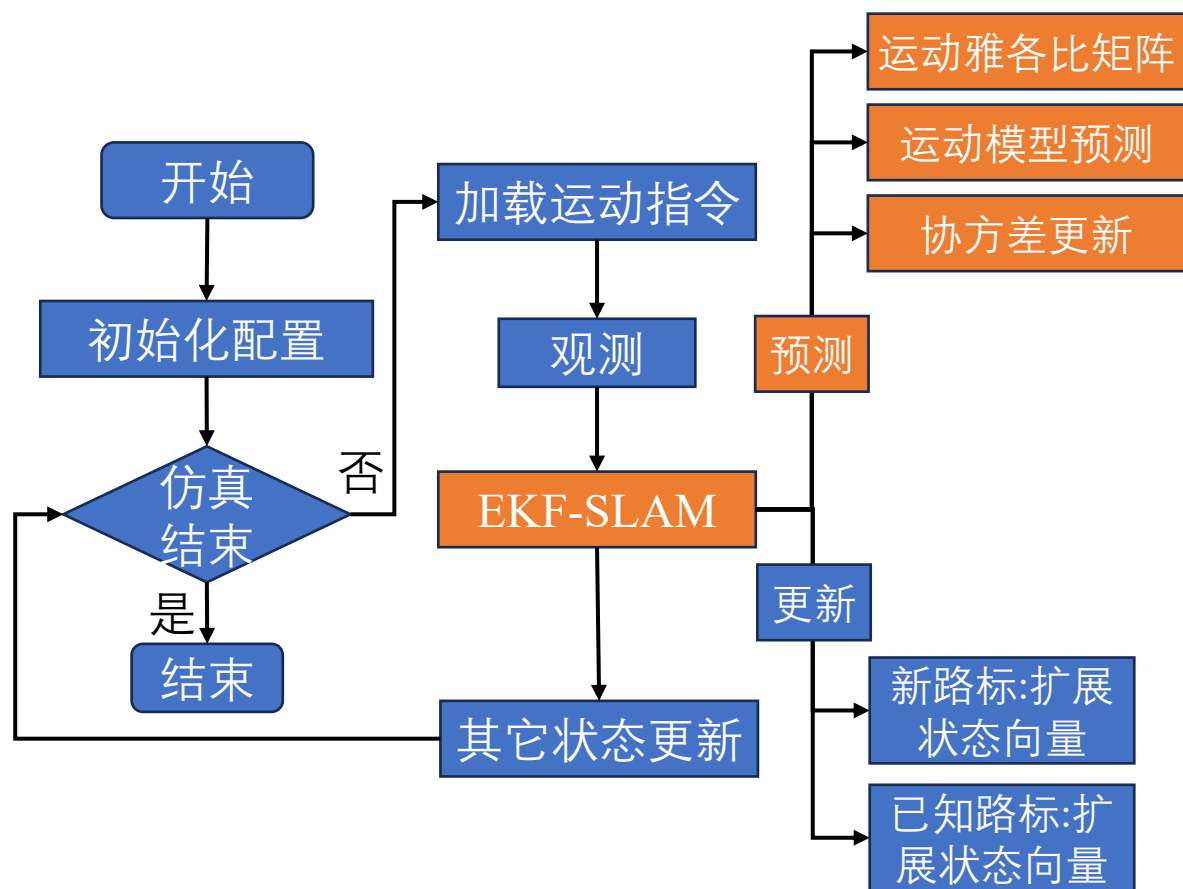 开始
初始化配置
仿真
结束
否
是
结束
加载运动指令
观测
EKF-SLAM
其它状态更新
预测
运动雅各比矩阵
运动模型预测
协方差更新
更新
新路标:扩展
状态向量
已知路标:扩
展状态向量